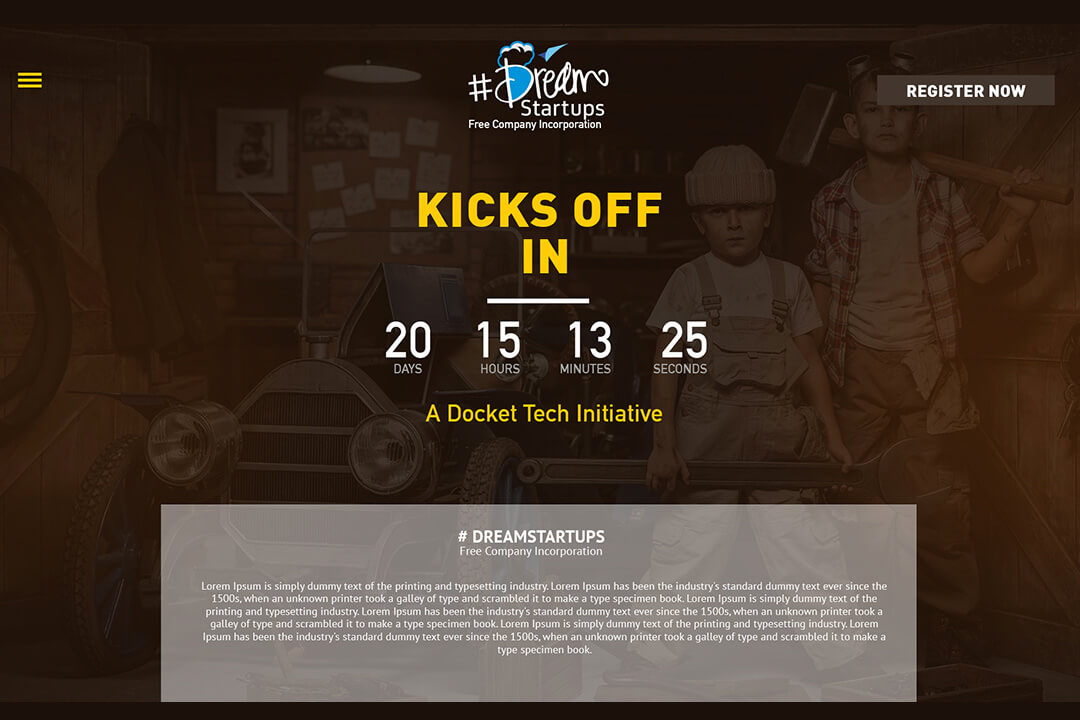 #Dream
Startups
Free Company Incorporation
REGISTER NOW
KICKS OFF
IN
20 15 13 25
DAYS HOURS MINUTES SECONDS
A Docket Tech Initiative
# DREAMSTARTUPS
Free Company Incorporation
Lorem Ipsum is simply dummy text of the printing and typesetting industry. Lorem Ipsum has been the industry's standard dummy text ever since the
1500s, when an unknown printer took a galley of type and scrambled it to make a type specimen book. Lorem Ipsum is simply dummy text of the
printing and typesetting industry. Lorem Ipsum has been the industry's standard dummy text ever since the 1500s, when an unknown printer took a
galley of type and scrambled it to make a type specimen book. Lorem Ipsum is simply dummy text of the printing and typesetting industry. Lorem
Ipsum has been the industry's standard dummy text ever since the 1500s, when an unknown printer took a galley of type and scrambled it to make a
type specimen book.